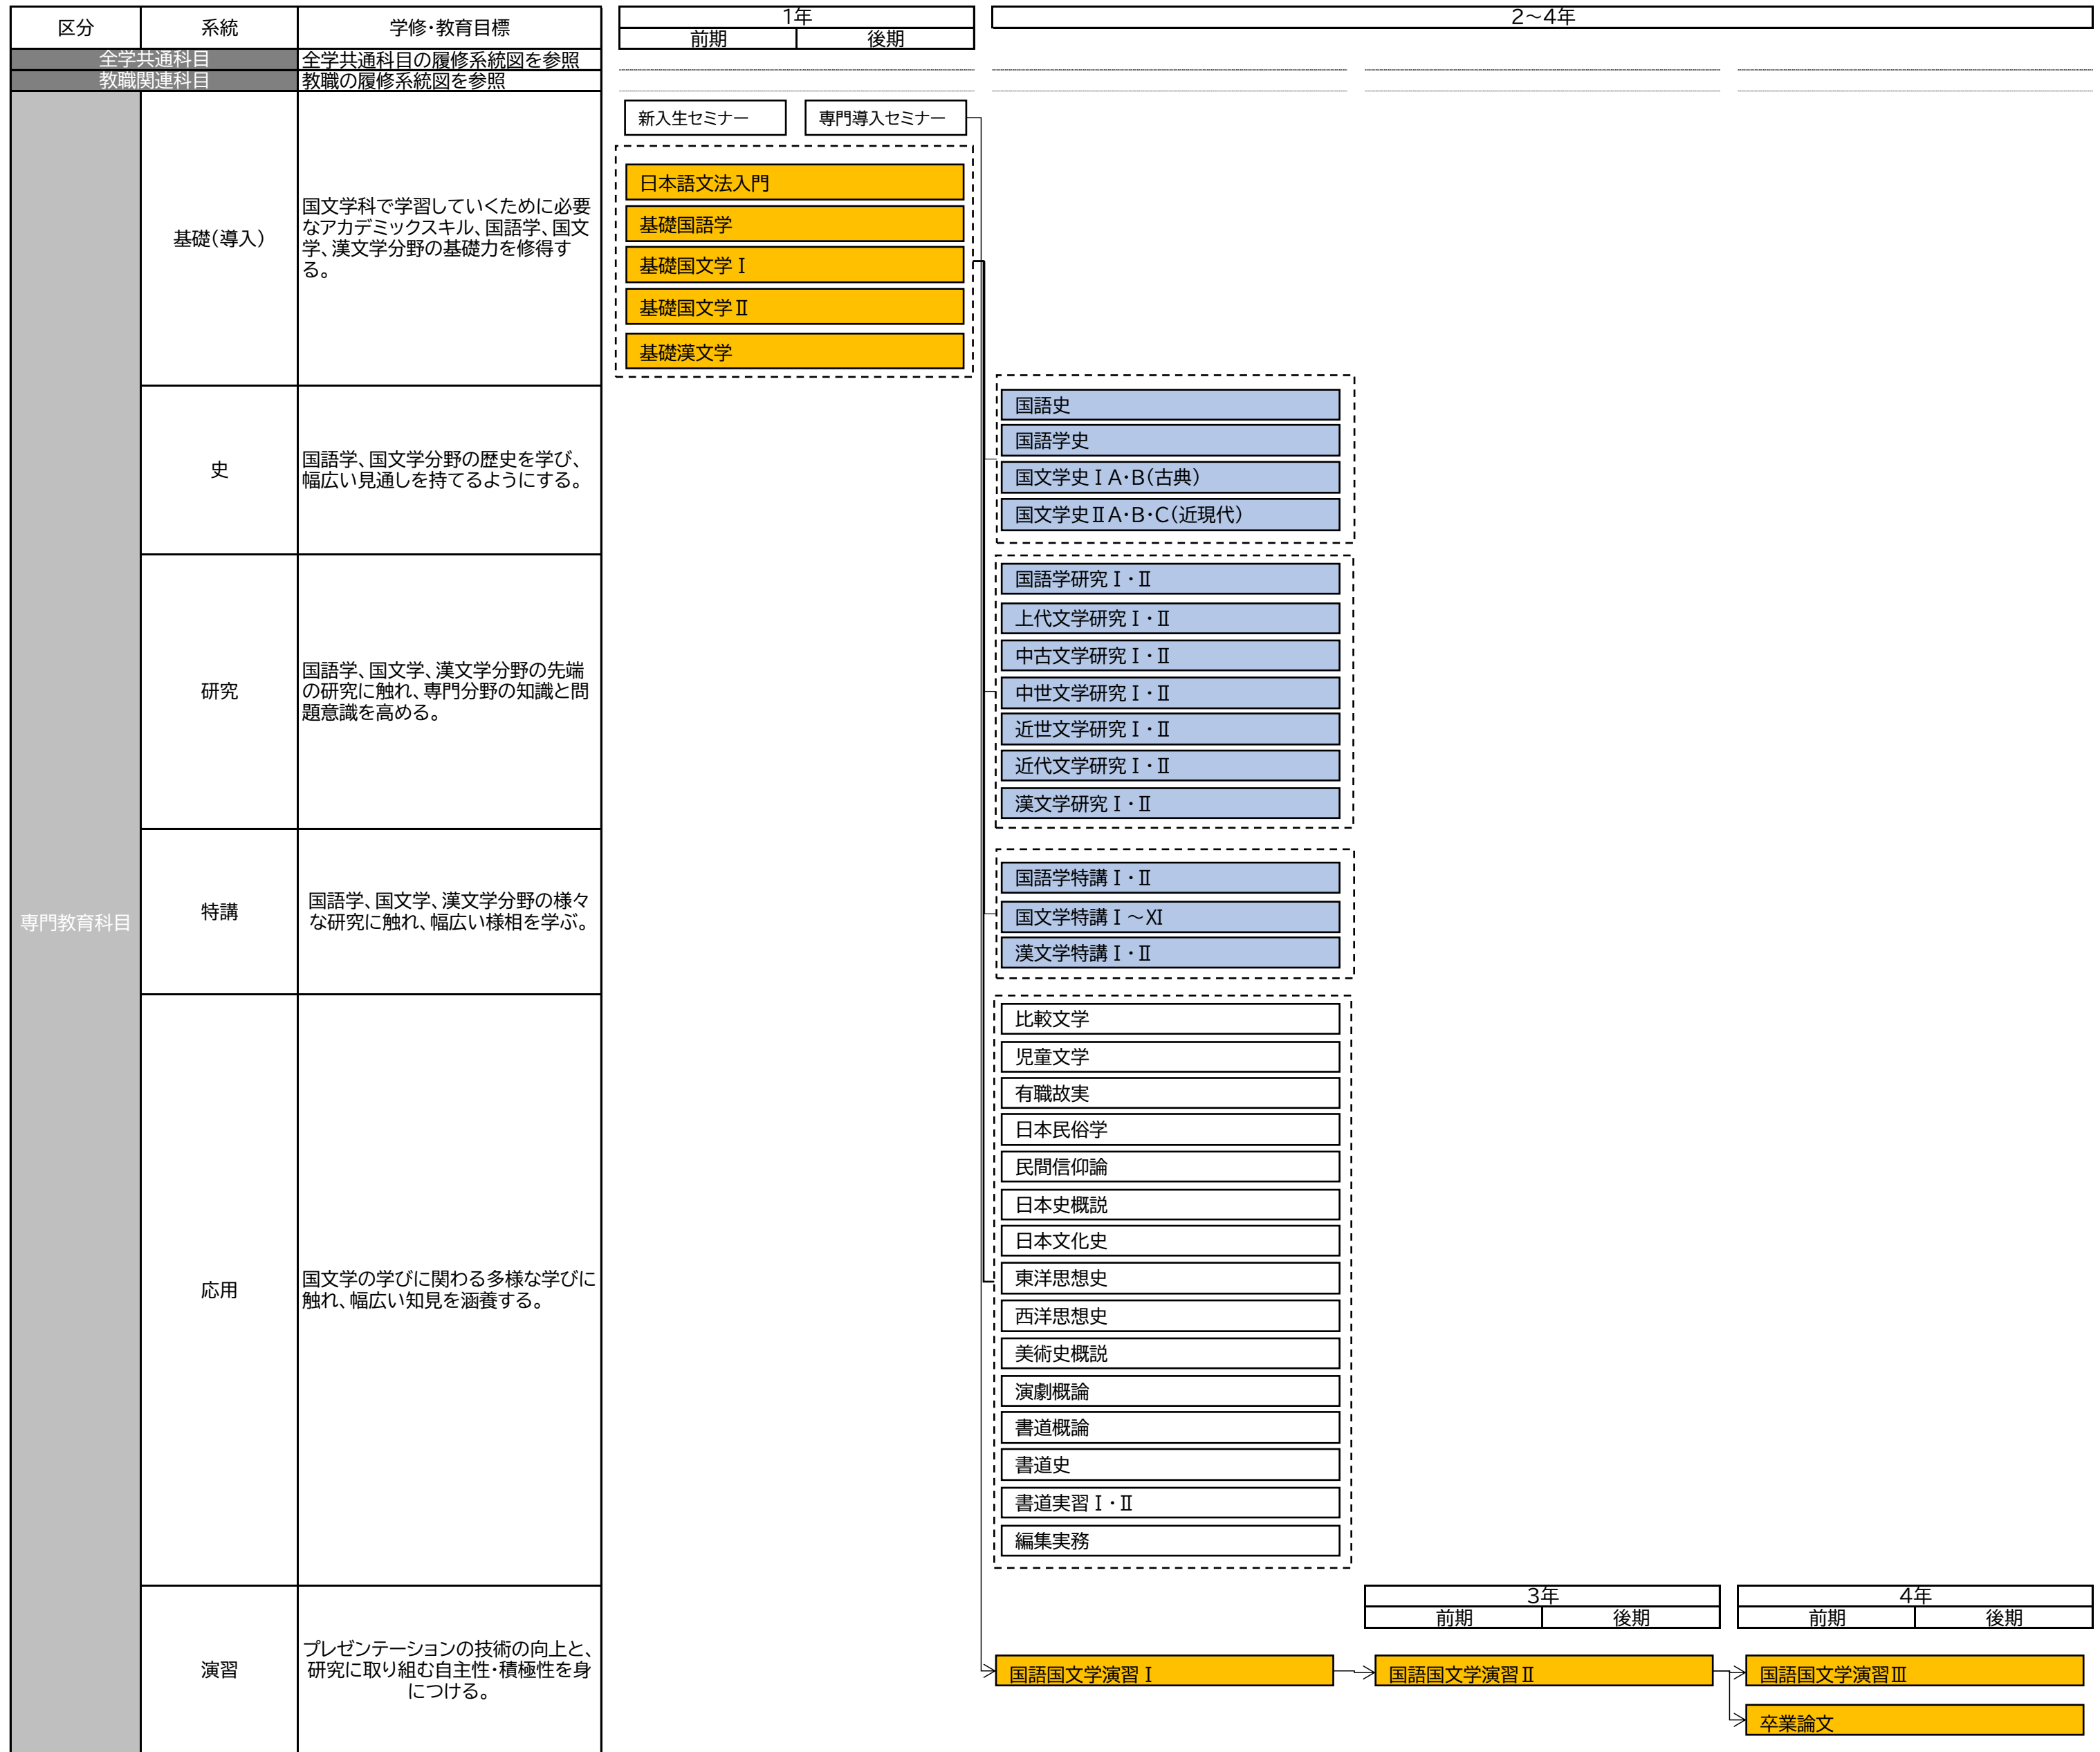 区分
系統
学修・教育目標
1年
前期
後期
2～4年
全学共通科目
全学共通科目の履修系統図を参照
教職関連科目
教職の履修系統図を参照
専門教育科目
基礎（導入）
国文学科で学習していくために必要
なアカデミックスキル、国語学、国文
学、漢文学分野の基礎力を修得す
る。
新入生セミナー
専門導入セミナー
日本語文法入門
基礎国語学
基礎国文学Ⅰ
基礎国文学Ⅱ
基礎漢文学
史
国語学、国文学分野の歴史を学び、
幅広い見通しを持てるようにする。
国語史
国語学史
国文学史ⅠA・B（古典）
国文学史ⅡA・B・C（近現代）
研究
国語学、国文学、漢文学分野の先端
の研究に触れ、専門分野の知識と問
題意識を高める。
国語学研究Ⅰ・Ⅱ
上代文学研究Ⅰ・Ⅱ
中古文学研究Ⅰ・Ⅱ
中世文学研究Ⅰ・Ⅱ
近世文学研究Ⅰ・Ⅱ
近代文学研究Ⅰ・Ⅱ
漢文学研究Ⅰ・Ⅱ
特講
国語学、国文学、漢文学分野の様々
な研究に触れ、幅広い様相を学ぶ。
国語学特講Ⅰ・Ⅱ
国文学特講Ⅰ～Ⅺ
漢文学特講Ⅰ・Ⅱ
応用
国文学の学びに関わる多様な学びに
触れ、幅広い知見を涵養する。
比較文学
児童文学
有職故実
日本民俗学
民間信仰論
日本史概説
日本文化史
東洋思想史
西洋思想史
美術史概説
演劇概論
書道概論
書道史
書道実習Ⅰ・Ⅱ
編集実務
演習
プレゼンテーションの技術の向上と、
研究に取り組む自主性・積極性を身
につける。
3年
前期
後期
4年
前期
後期
国語国文学演習Ⅰ
国語国文学演習Ⅱ
国語国文学演習Ⅲ
卒業論文